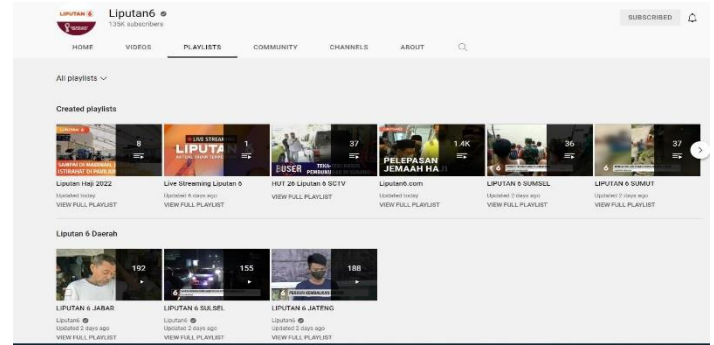 LIPUTAN 6
Liputan6
135K subscribers
SUBSCRIBED
HOME VIDEOS PLAYLISTS COMMUNITY CHANNELS ABOUT
All playlists
Created playlists
8
LIVE STREAMING
LIPUTAN
1
BUSER
37
1.4K
PELEPASAN
JEMAAH HAJI
36
37
Liputan Haji 2022
Updated today
VIEW FULL PLAYLIST
Live Streaming Liputan 6
Updated 6 days ago
VIEW FULL PLAYLIST
HUT 26 Liputan 6 SCTV
VIEW FULL PLAYLIST
Liputan6.com
Updated today
VIEW FULL PLAYLIST
LIPUTAN 6 SUMSEL
Updated 2 days ago
VIEW FULL PLAYLIST
LIPUTAN 6 SUMUT
Updated 2 days ago
VIEW FULL PLAYLIST
Liputan 6 Daerah
192
155
188
LIPUTAN 6 JABAR
Liputan6
Updated 2 days ago
VIEW FULL PLAYLIST
LIPUTAN 6 SULSEL
Liputan6
Updated 2 days ago
VIEW FULL PLAYLIST
LIPUTAN 6 JATENG
Liputan6
Updated 2 days ago
VIEW FULL PLAYLIST